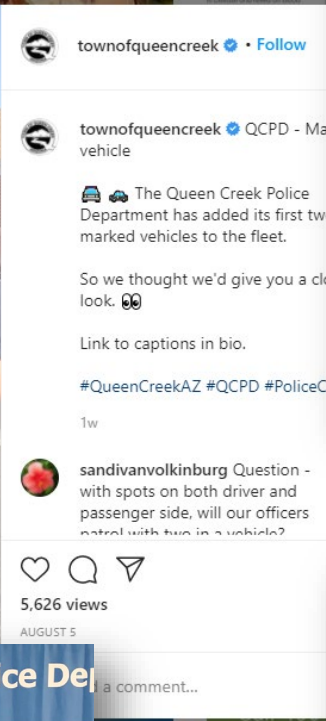 townofqueencreek • Follow
townofqueencreek QCPD - Ma
vehicle
The Queen Creek Police
Department has added its first tw
marked vehicles to the fleet.
So we thought we'd give you a clo
look. 👀
Link to captions in bio.
#QueenCreekAZ #QCPD #PoliceC
1w
sandivanvolkinburg Question -
with spots on both driver and
passenger side, will our officers
patrol with two in a vehicle?
5,626 views
AUGUST 5
ce Dep
a comment...